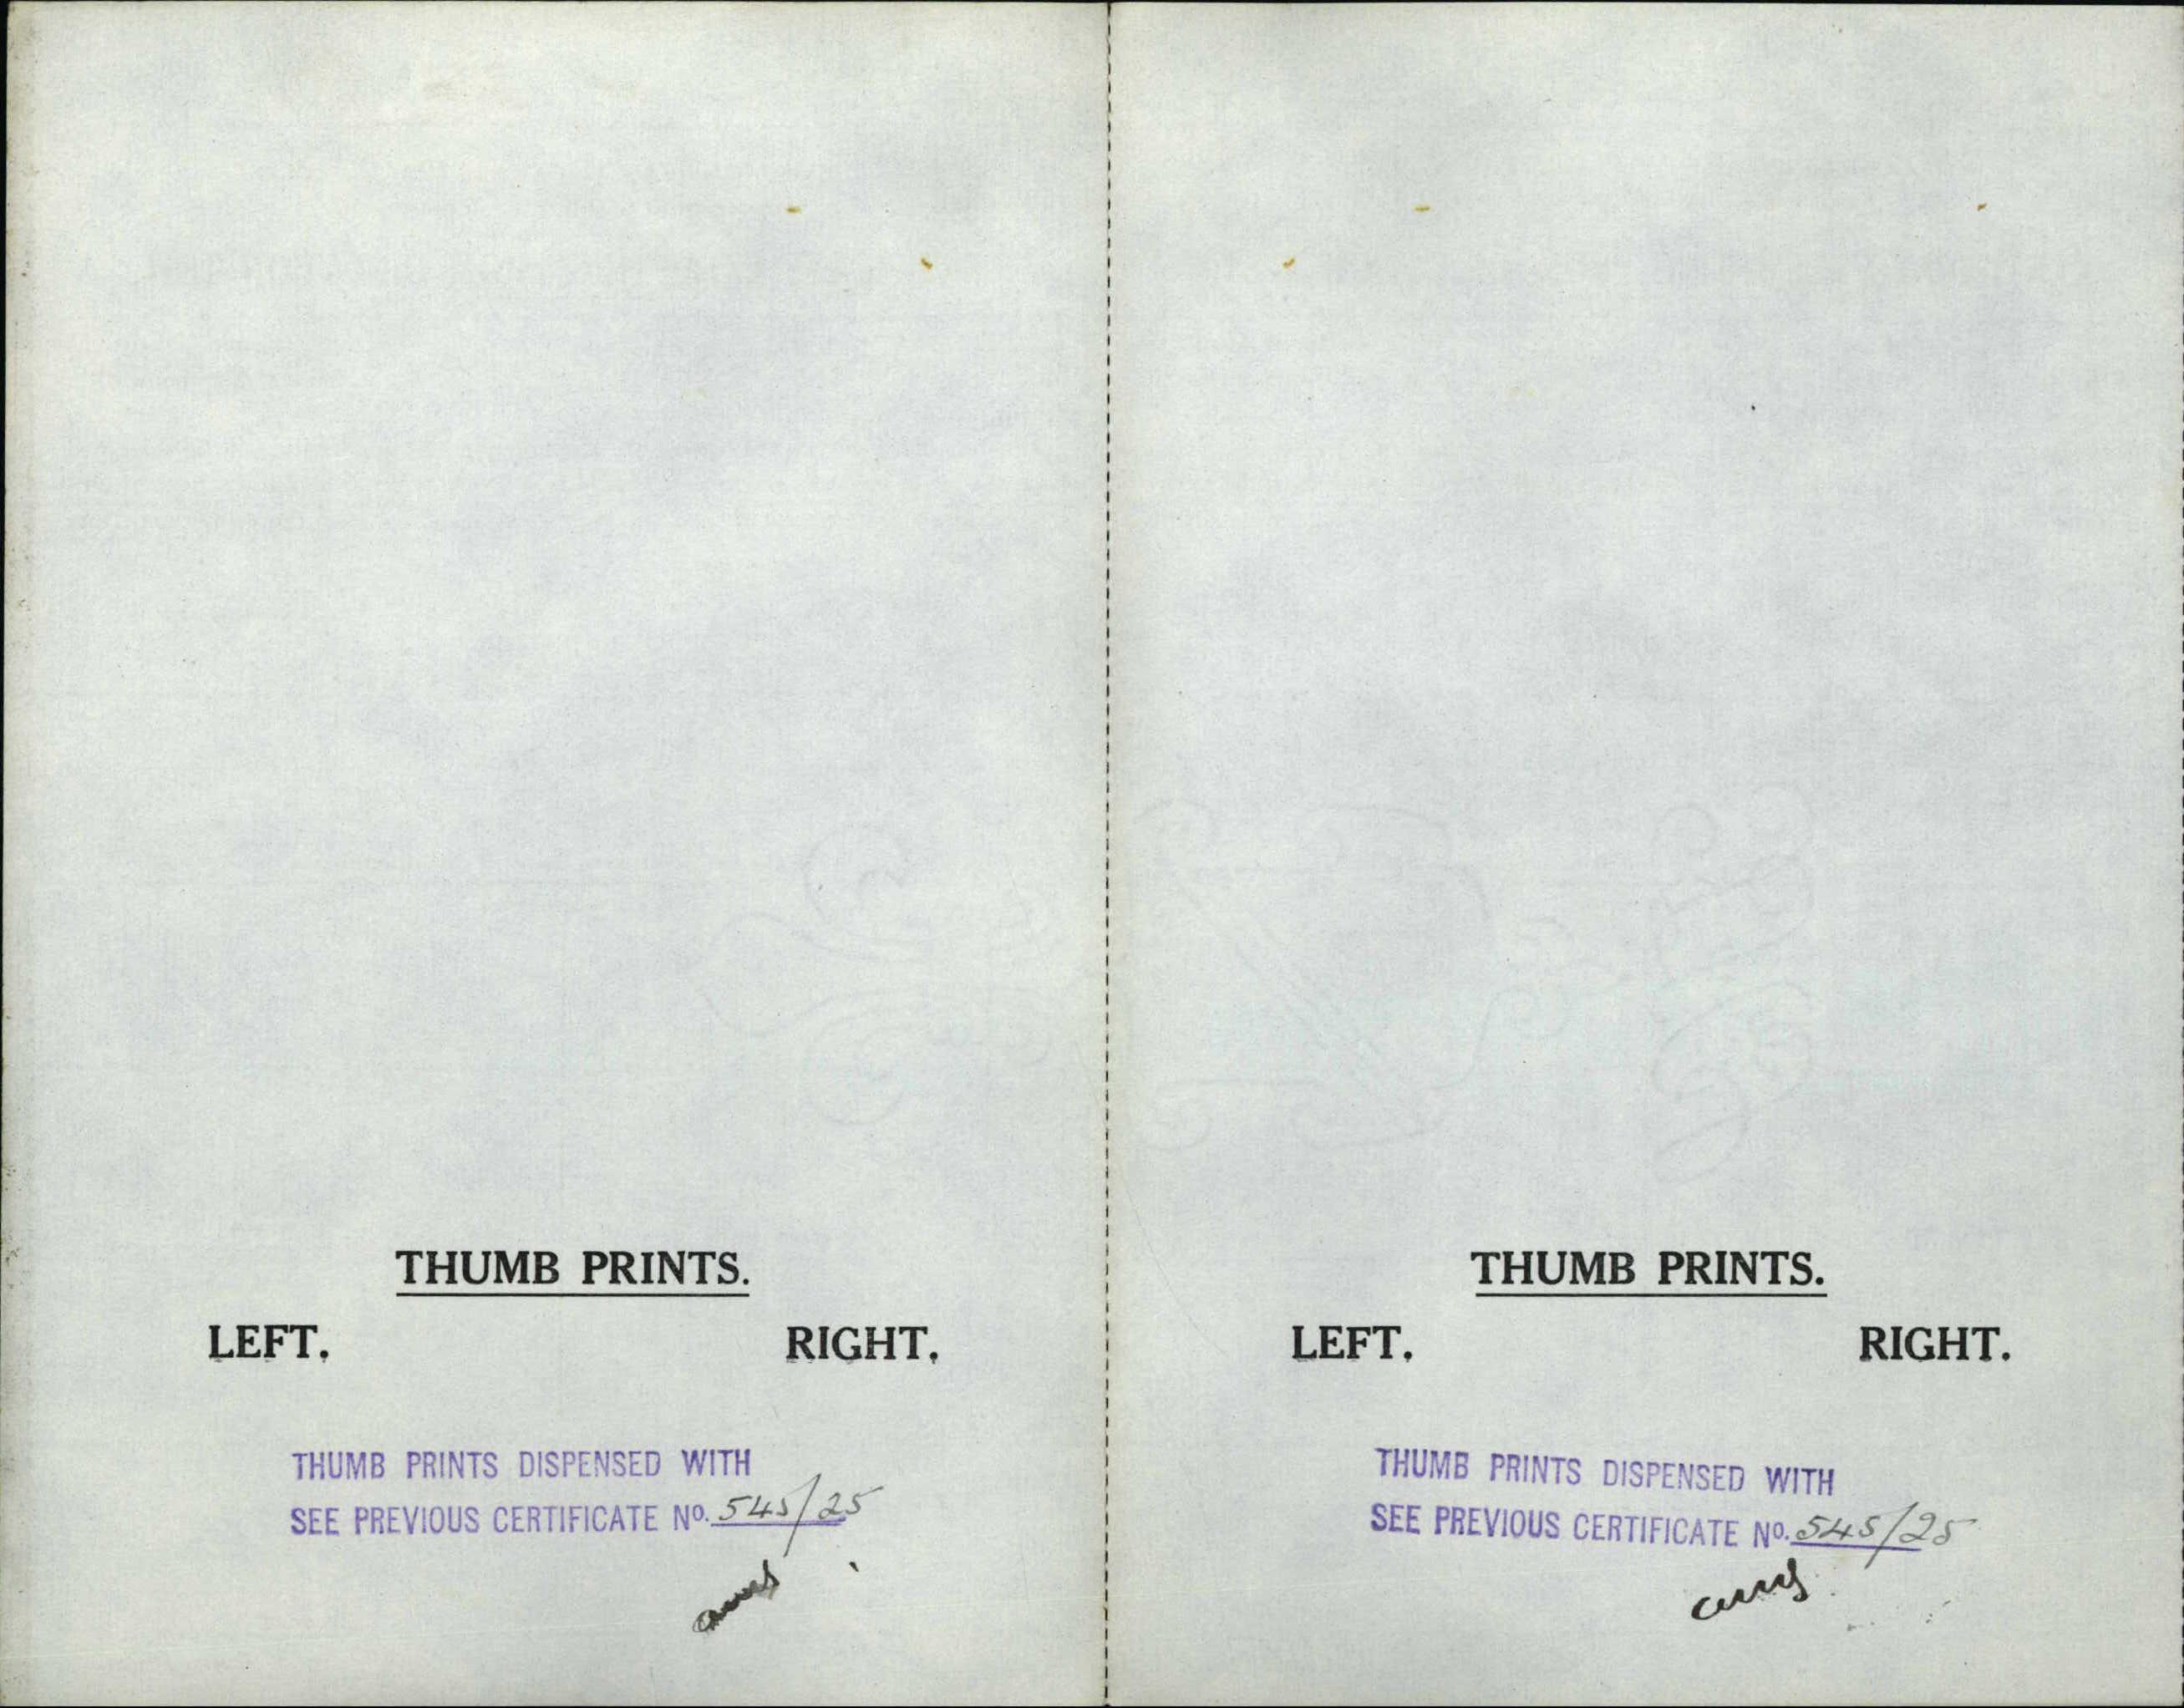 THUMB PRINTS.
LEFT. RIGHT.
THUMB PRINTS DISPENSED WITH
SEE PREVIOUS CERTIFICATE No. 545/25
THUMB PRINTS.
LEFT. RIGHT.
THUMB PRINTS DISPENSED WITH
SEE PREVIOUS CERTIFICATE No. 545/25